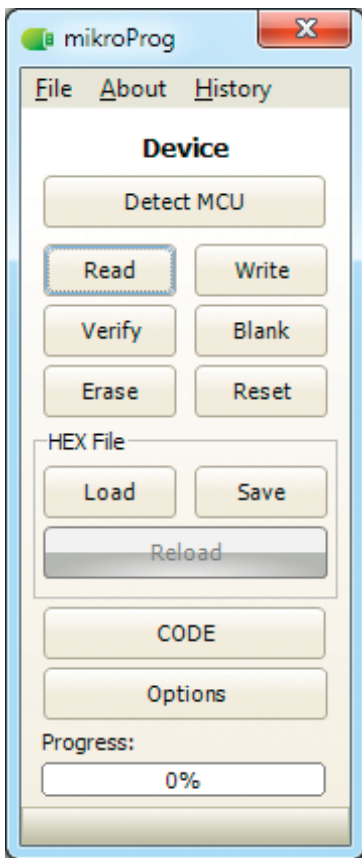 mikroProg
File About History
Device
Detect MCU
Read Write
Verify Blank
Erase Reset
HEX File
Load Save
Reload
CODE
Options
Progress:
0%